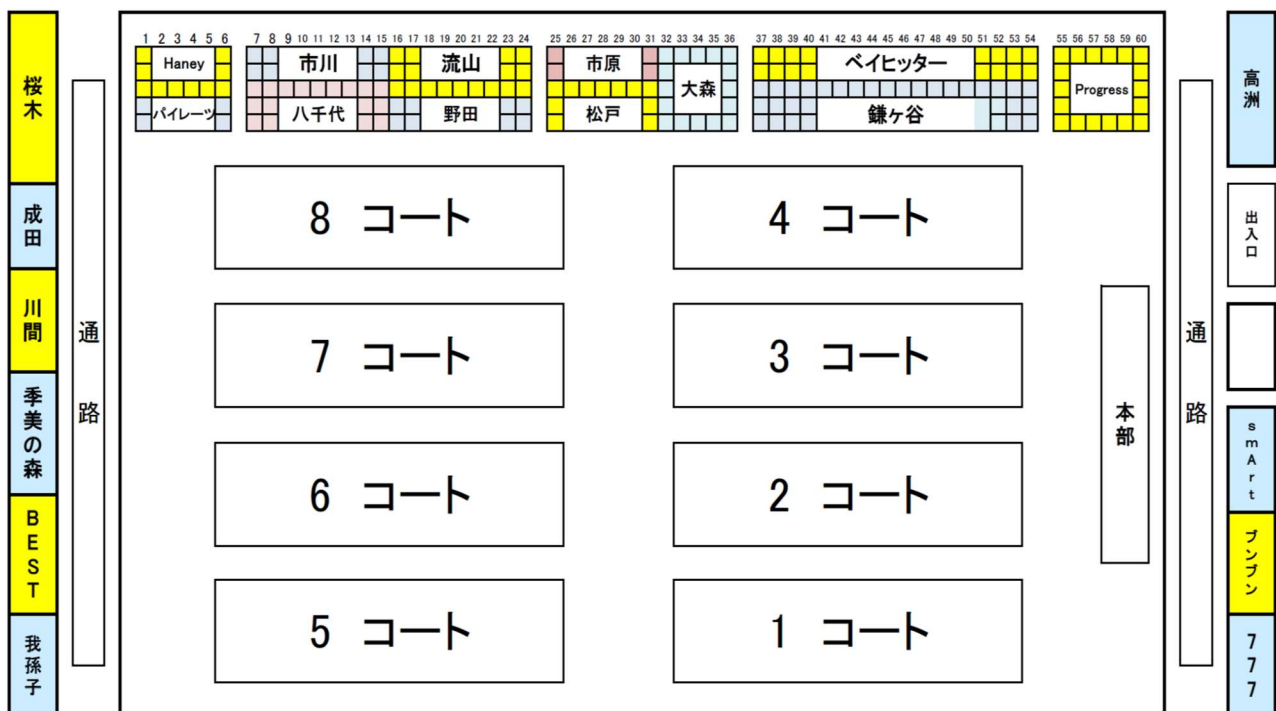 1 2 3 4 5 6 7 8 9 10 11 12 13 14 15 16 17 18 19 20 21 22 23 24 25 26 27 28 29 30 31 32 33 34 35 36 37 38 39 40 41 42 43 44 45 46 47 48 49 50 51 52 53 54 55 56 57 58 59 60
Haney
市川
流山
市原
大森
ベイヒッター
Progress
パイレーツ
八千代
野田
松戸
鎌ヶ谷
桜木
成田
川間
季美の森
BEST
我孫子
通路
8 コート
4 コート
7 コート
3 コート
6 コート
2 コート
5 コート
1 コート
本部
通路
高洲
出入口
smArt
ブンブン
777